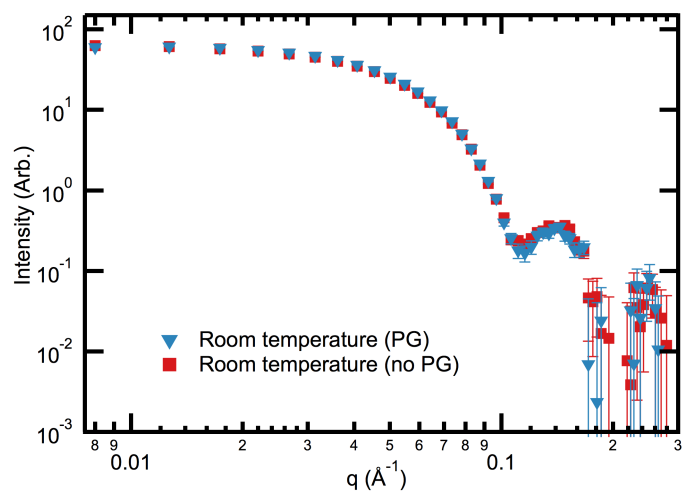 10²
10¹
10⁰
10⁻¹
10⁻²
10⁻³
Intensity (Arb.)
Room temperature (PG)
Room temperature (no PG)
8 9 2 3 4 5 6 7 8 9 2 3
0.01 0.1
q (Å⁻¹)